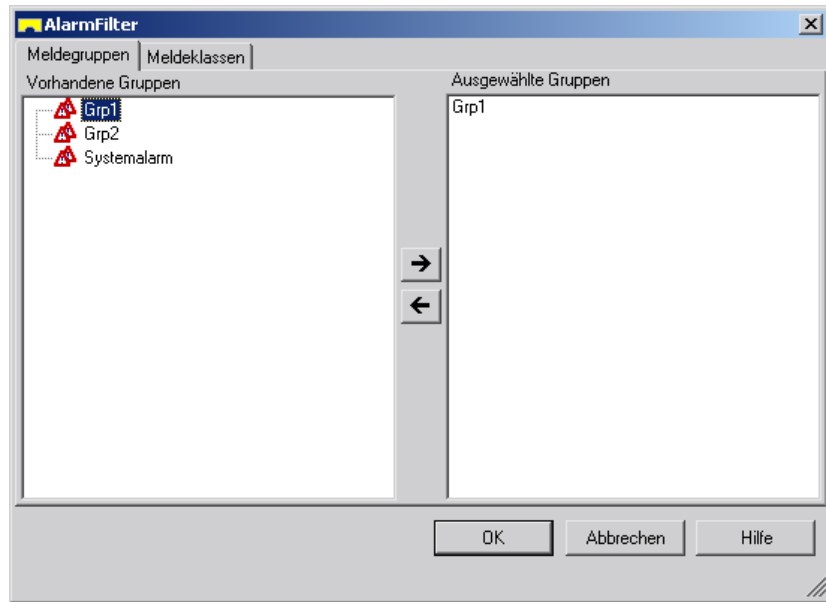 AlarmFilter
Meldegruppen
Meldeklassen
Vorhandene Gruppen
Grp1
Grp2
Systemalarm
Ausgewählte Gruppen
Grp1
OK
Abbrechen
Hilfe